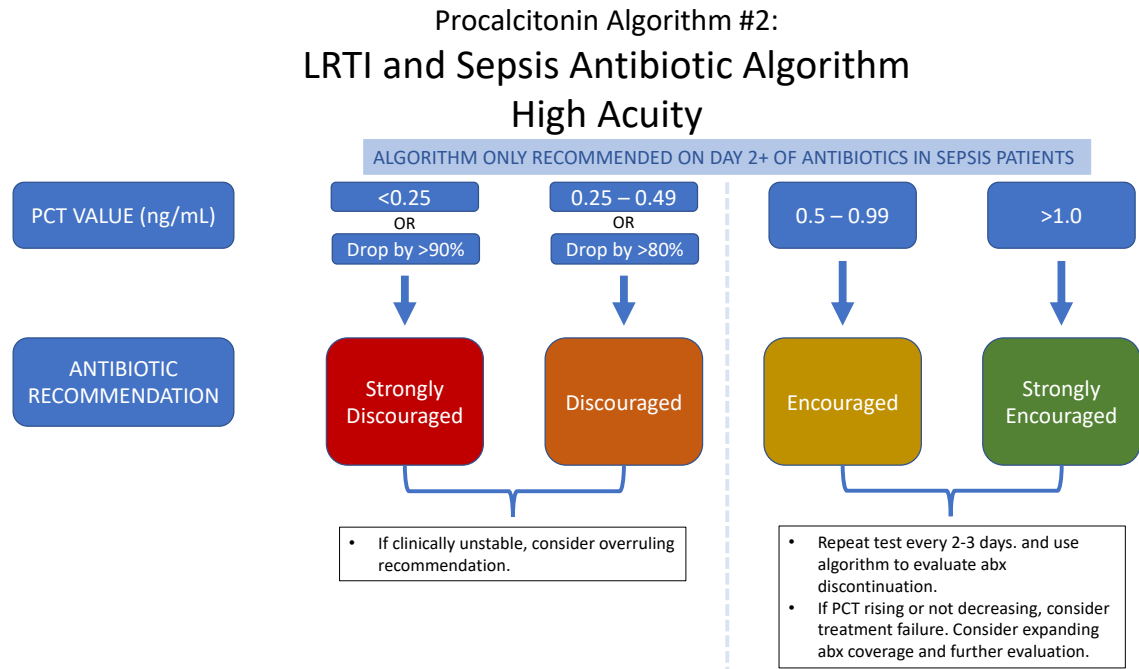 Procalcitonin Algorithm #2:
LRTI and Sepsis Antibiotic Algorithm
High Acuity
ALGORITHM ONLY RECOMMENDED ON DAY 2+ OF ANTIBIOTICS IN SEPSIS PATIENTS
PCT VALUE (ng/mL)
<0.25
OR
Drop by >90%
0.25 – 0.49
OR
Drop by >80%
0.5 – 0.99
>1.0
ANTIBIOTIC
RECOMMENDATION
Strongly
Discouraged
Discouraged
Encouraged
Strongly
Encouraged
• If clinically unstable, consider overruling
recommendation.
• Repeat test every 2-3 days. and use
algorithm to evaluate abx
discontinuation.
• If PCT rising or not decreasing, consider
treatment failure. Consider expanding
abx coverage and further evaluation.